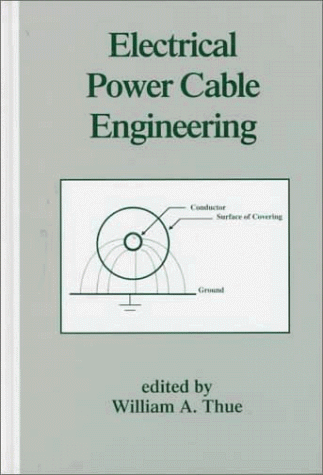 Electrical
Power Cable
Engineering
Conductor
Surface of Covering
Ground
edited by
William A. Thue